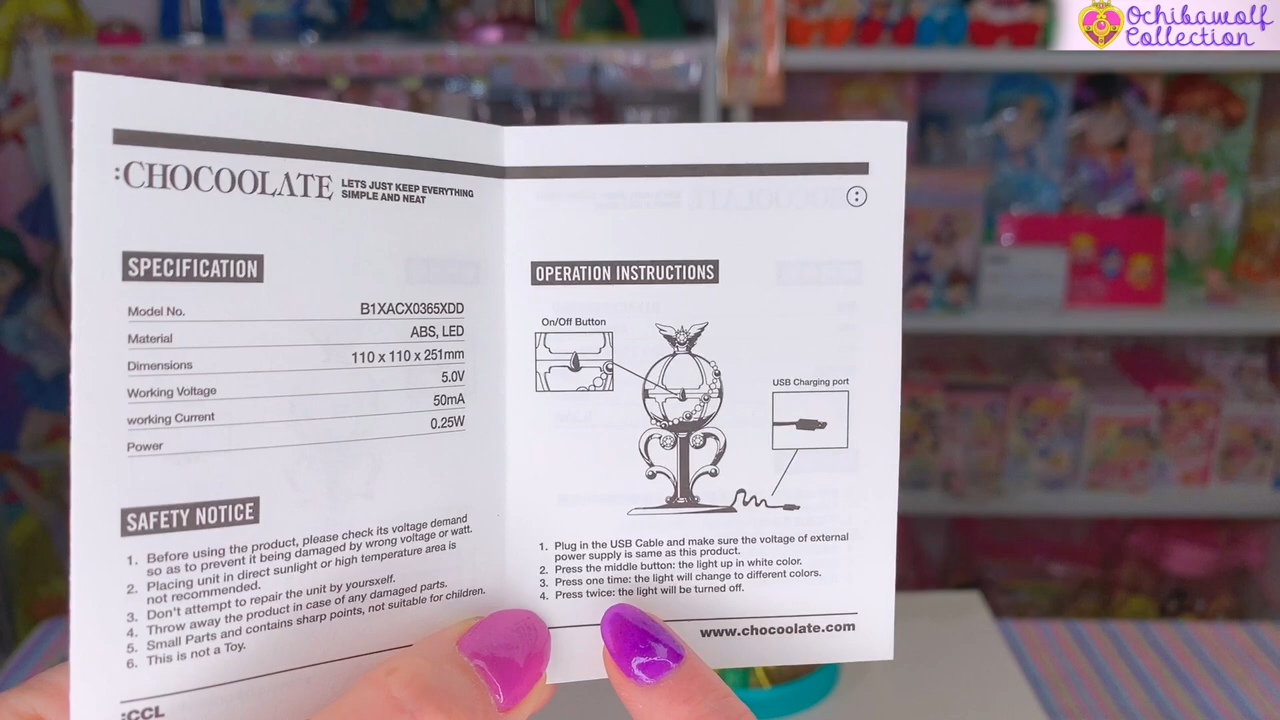 Ochibawolf
Collection
:CHOCOOLATE
LETS JUST KEEP EVERYTHING
SIMPLE AND NEAT
SPECIFICATION
Model No. B1XACX0365XDD
Material ABS, LED
Dimensions 110 x 110 x 251mm
Working Voltage 5.0V
working Current 50mA
Power 0.25W
SAFETY NOTICE
1. Before using the product, please check its voltage demand
so as to prevent it being damaged by wrong voltage or watt.
2. Placing unit in direct sunlight or high temperature area is
not recommended.
3. Don't attempt to repair the unit by yoursxelf.
4. Throw away the product in case of any damaged parts.
5. Small Parts and contains sharp points, not suitable for children.
6. This is not a Toy.
:CCL
OPERATION INSTRUCTIONS
On/Off Button
USB Charging port
1. Plug in the USB Cable and make sure the voltage of external
power supply is same as this product.
2. Press the middle button: the light up in white color.
3. Press one time: the light will change to different colors.
4. Press twice: the light will be turned off.
www.chocoolate.com